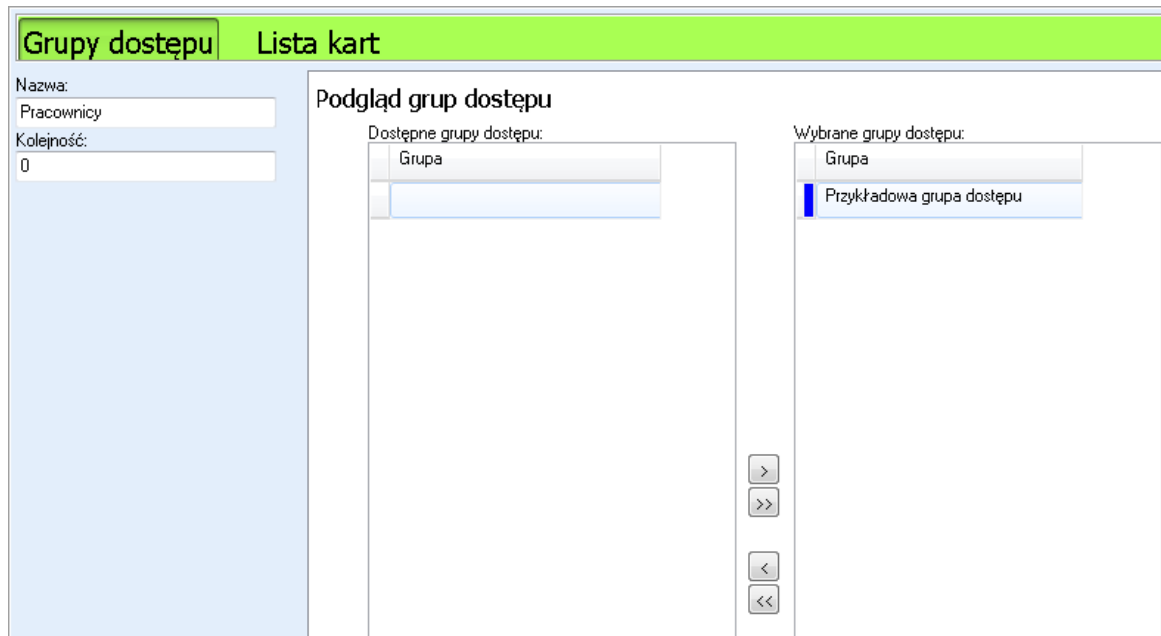 Grupy dostępu Lista kart
Nazwa:
Pracownicy
Kolejność:
0
Podgląd grup dostępu
Dostępne grupy dostępu:
Grupa
Wybrane grupy dostępu:
Grupa
Przykładowa grupa dostępu
>
>>
<
<<